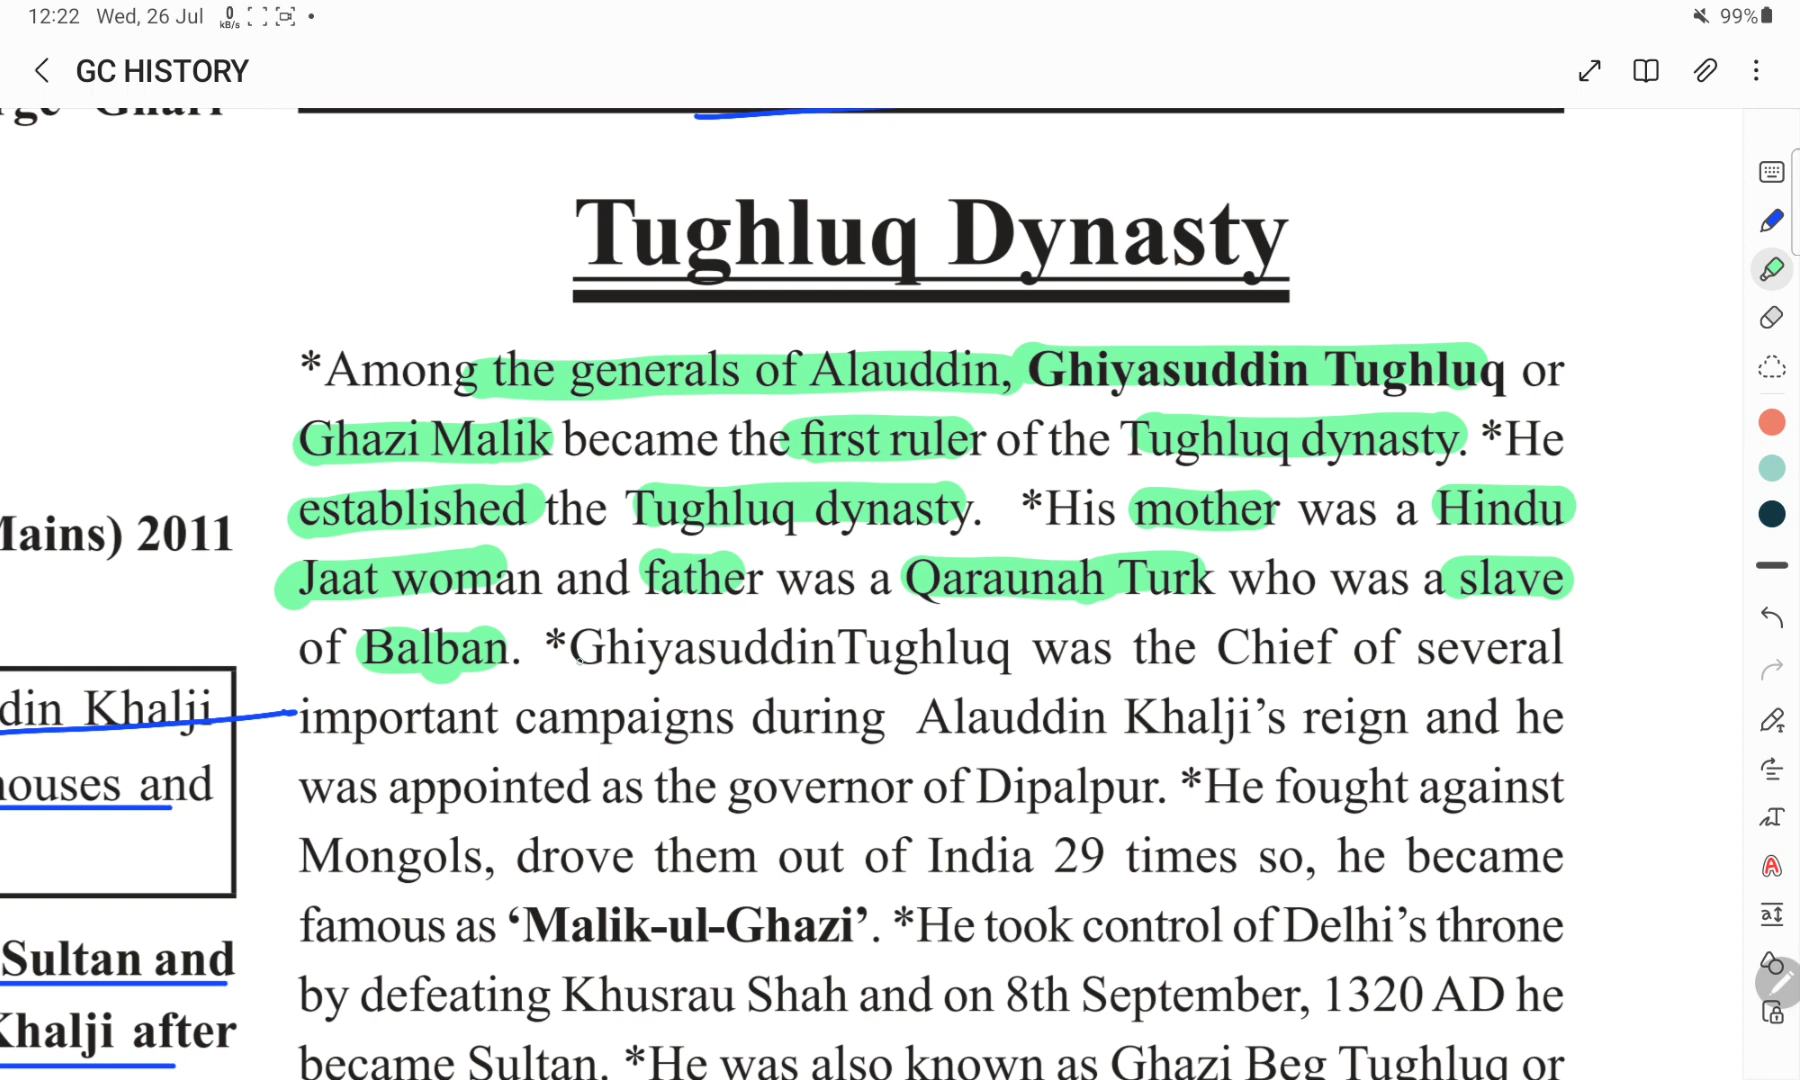 12:22 Wed, 26 Jul 0 kB/s 99%
GC HISTORY
Tughluq Dynasty
*Among the generals of Alauddin, Ghiyasuddin Tughluq or
Ghazi Malik became the first ruler of the Tughluq dynasty. *He
established the Tughluq dynasty. *His mother was a Hindu
Jaat woman and father was a Qaraunah Turk who was a slave
of Balban. *GhiyasuddinTughluq was the Chief of several
important campaigns during Alauddin Khalji’s reign and he
was appointed as the governor of Dipalpur. *He fought against
Mongols, drove them out of India 29 times so, he became
famous as ‘Malik-ul-Ghazi’. *He took control of Delhi’s throne
by defeating Khusrau Shah and on 8th September, 1320 AD he
became Sultan. *He was also known as Ghazi Beg Tughluq or
2011
Khalji
and
Sultan and
Khalji after